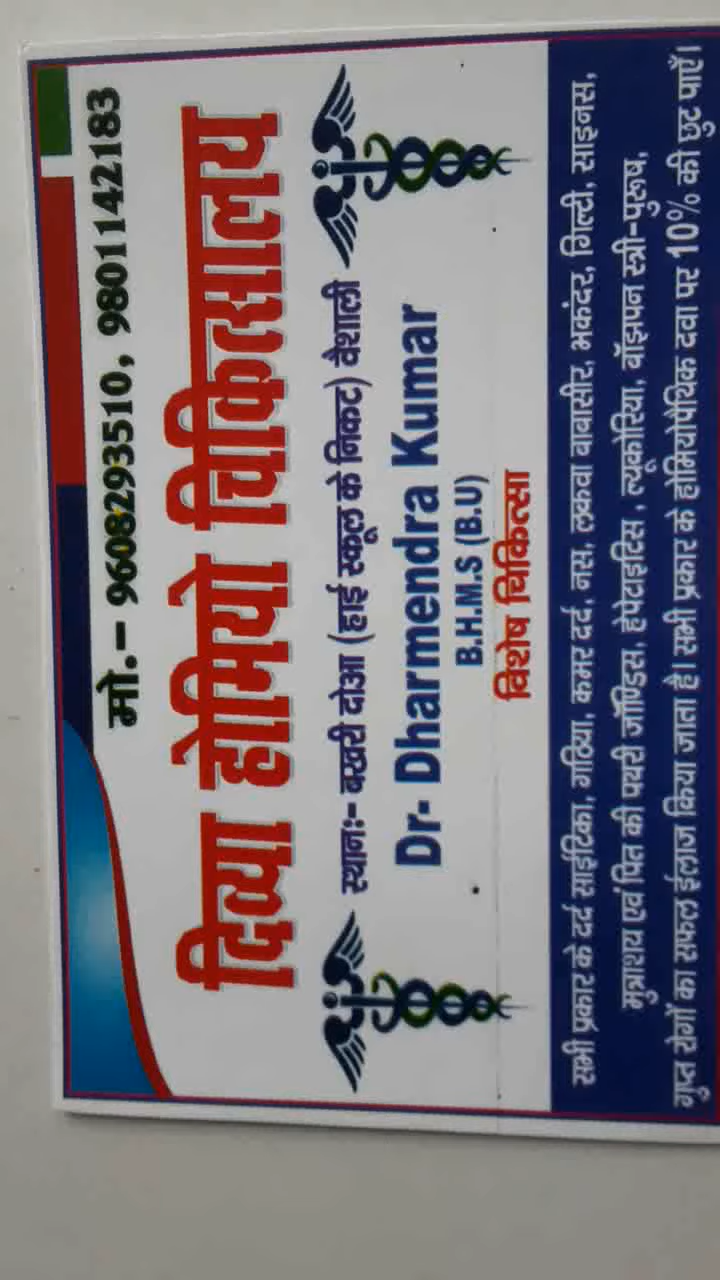 मो.- 9608293510, 9801142183
दिव्या होमियो चिकित्सालय
स्थान:- बखरी दोआ (हाई स्कूल के निकट) वैशाली
Dr- Dharmendra Kumar
B.H.M.S (B.U)
विशेष चिकित्सा
सभी प्रकार के दर्द साईटिका, गठिया, कमर दर्द, नस, लकवा बावासीर, भकंदर, गिल्टी, साइनस,
मुत्राशय एवं पित की पथरी जॉण्डिस, हेपेटाइटिस, ल्यूकोरिया, बॉझपन स्त्री-पुरूष,
गुप्त रोगों का सफल ईलाज किया जाता है। सभी प्रकार के होमियोपैथिक दवा पर 10% की छुट पाएँ।